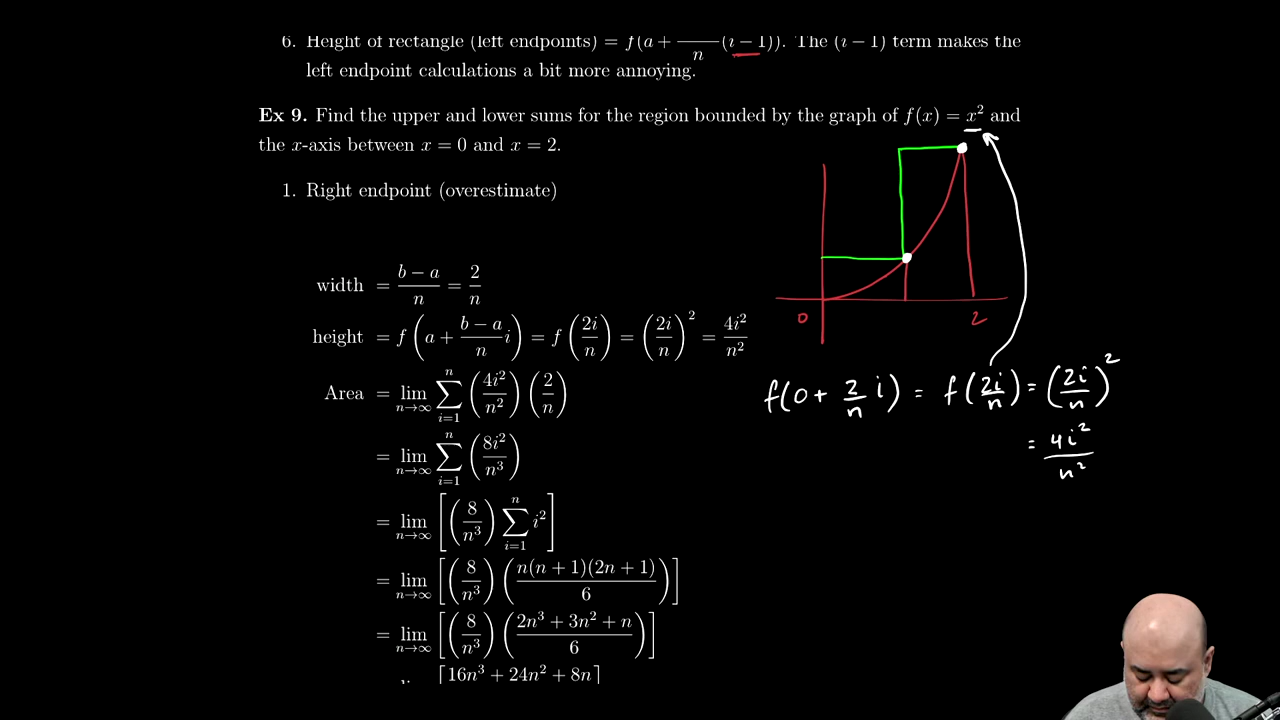 6. Height of rectangle (left endpoints) = f(a + ——/n (i − 1)). The (i − 1) term makes the
left endpoint calculations a bit more annoying.
Ex 9. Find the upper and lower sums for the region bounded by the graph of f(x) = x² and
the x-axis between x = 0 and x = 2.
1. Right endpoint (overestimate)
0
2
width = (b − a)/n = 2/n
height = f(a + (b − a)/n i) = f(2i/n) = (2i/n)² = 4i²/n²
Area = lim n→∞ ∑ i=1 n (4i²/n²)(2/n)
= lim n→∞ ∑ i=1 n (8i²/n³)
= lim n→∞ [(8/n³) ∑ i=1 n i²]
= lim n→∞ [(8/n³)(n(n + 1)(2n + 1)/6)]
= lim n→∞ [(8/n³)((2n³ + 3n² + n)/6)]
[16n³ + 24n² + 8n]
f(0 + 2/n i) = f(2i/n) = (2i/n)²
= 4i²/n²